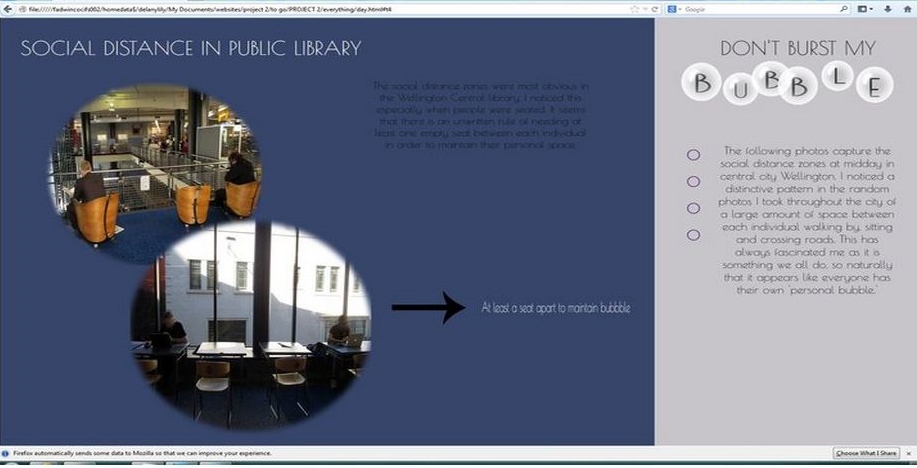 file://///fadwincocifs002/homedata$/delanylily/My Documents/websites/project 2/to go/PROJECT 2/everything/day.html#t4
Google
SOCIAL DISTANCE IN PUBLIC LIBRARY
The social distance zones were most obvious in
the Wellington Central library. I noticed this
especially when people were seated. It seems
that there is an unwritten rule of needing at
least one empty seat between each individual
in order to maintain their personal space.
At least a seat apart to maintain bubbble
DON'T BURST MY
BUBBLE
The following photos capture the
social distance zones at midday in
central city Wellington. I noticed a
distinctive pattern in the random
photos I took throughout the city of
a large amount of space between
each individual walking by, sitting
and crossing roads. This has
always fascinated me as it is
something we all do, so naturally
that it appears like everyone has
their own 'personal bubble.'
Firefox automatically sends some data to Mozilla so that we can improve your experience.
Choose What I Share